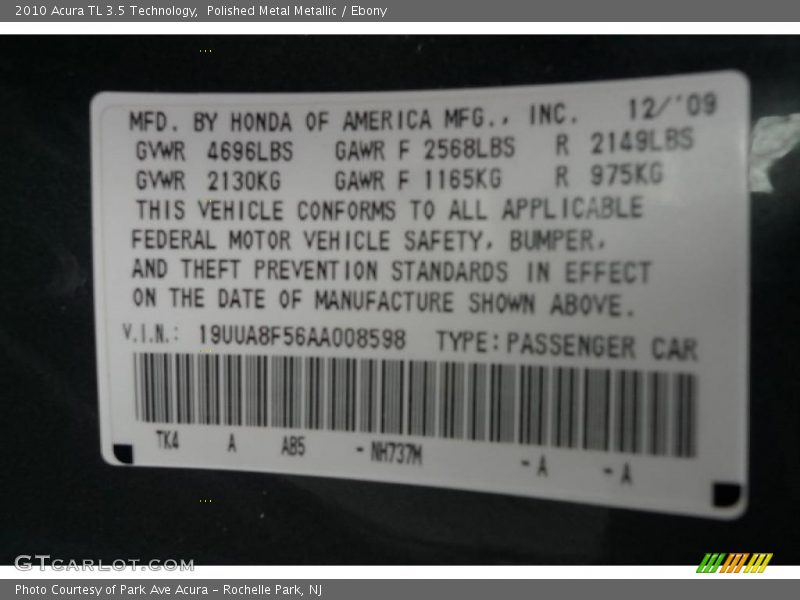 2010 Acura TL 3.5 Technology,  Polished Metal Metallic / Ebony
MFD. BY HONDA OF AMERICA MFG., INC. 12/'09
GVWR 4696LBS GAWR F 2568LBS R 2149LBS
GVWR 2130KG GAWR F 1165KG R 975KG
THIS VEHICLE CONFORMS TO ALL APPLICABLE
FEDERAL MOTOR VEHICLE SAFETY, BUMPER,
AND THEFT PREVENTION STANDARDS IN EFFECT
ON THE DATE OF MANUFACTURE SHOWN ABOVE.
V.I.N.: 19UUA8F56AA008598 TYPE: PASSENGER CAR
TK4 A AB5 -NH737M -A -A
GTCARLOT.COM
Photo Courtesy of Park Ave Acura - Rochelle Park, NJ